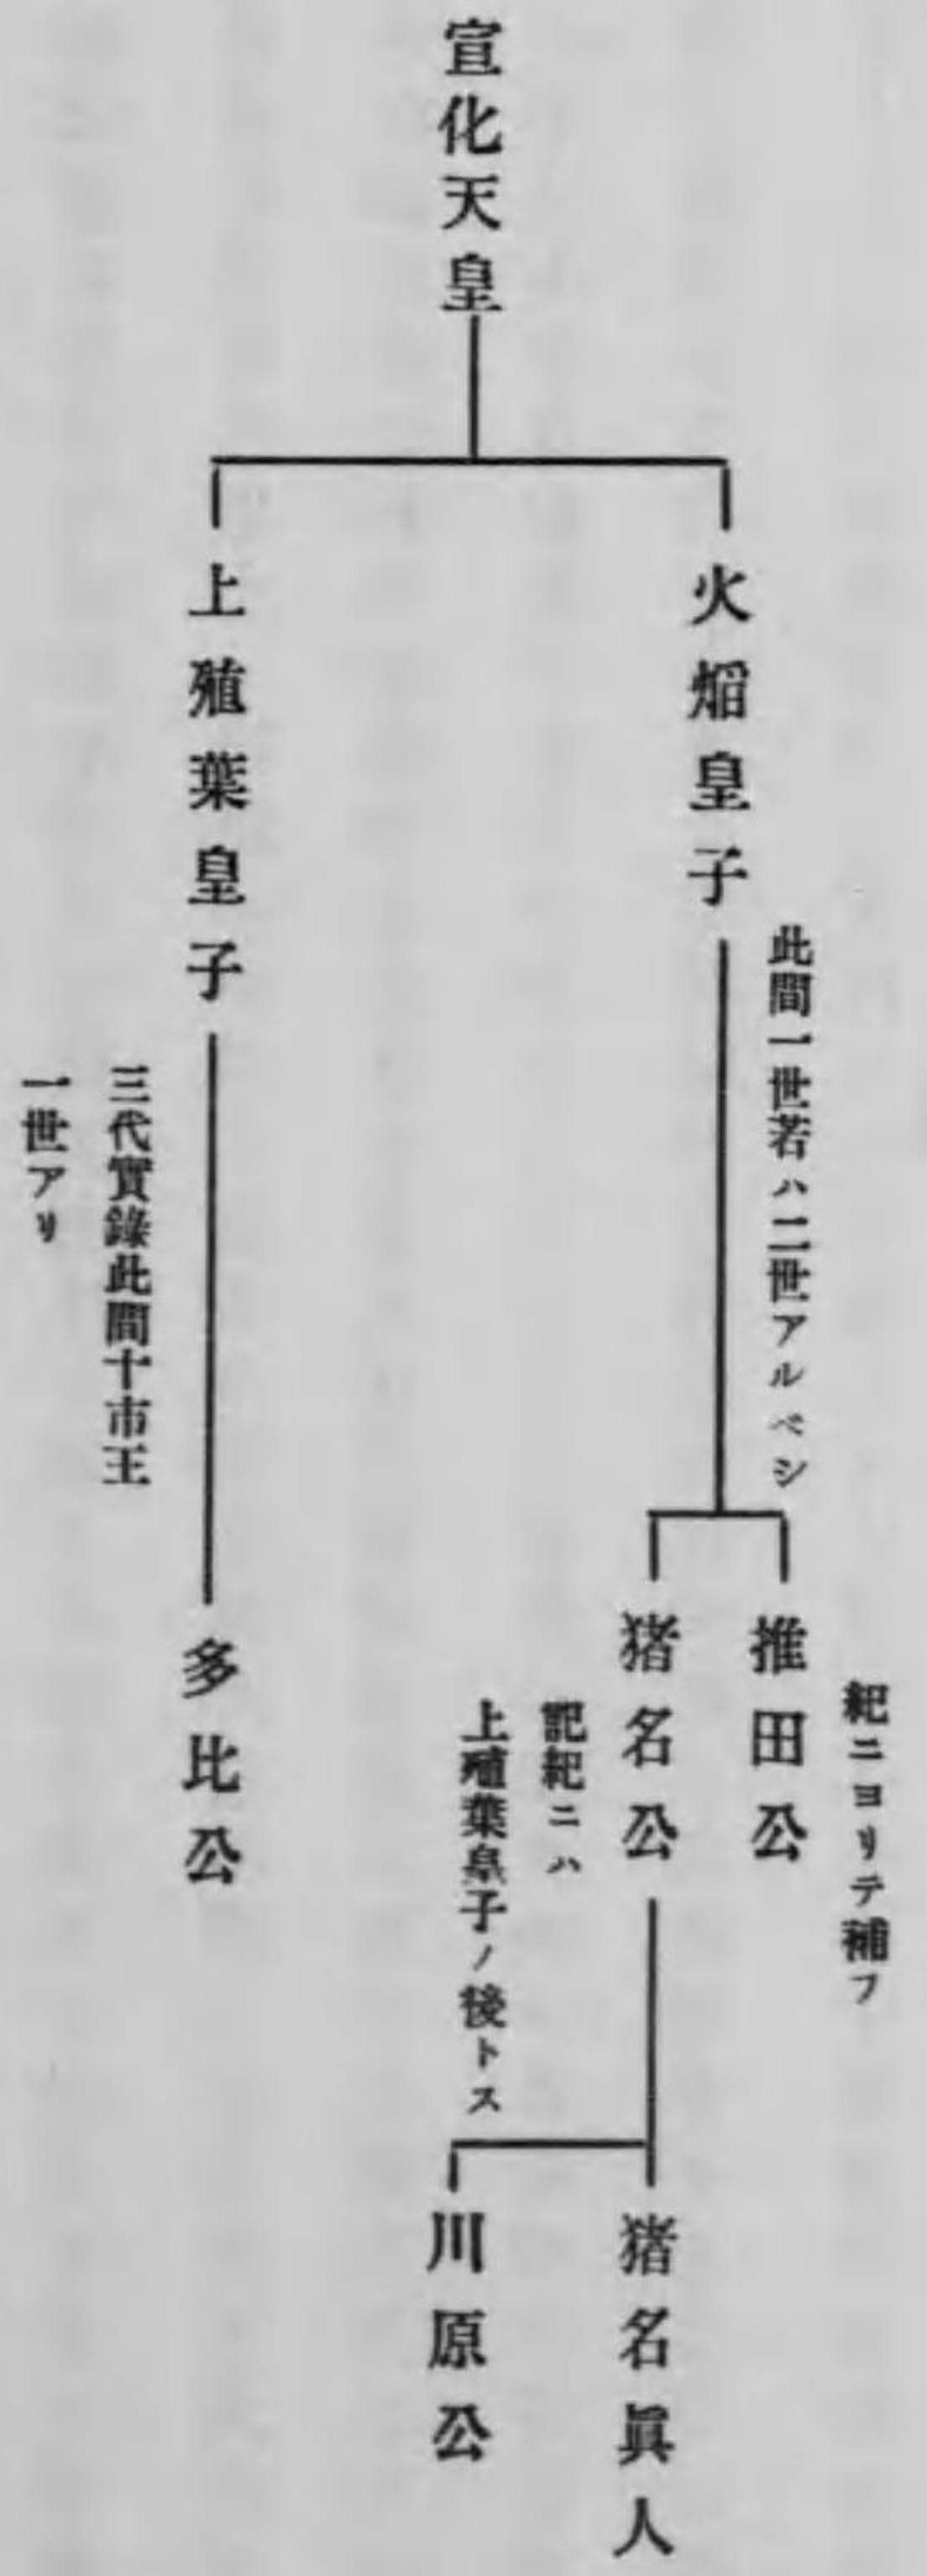 宣化天皇
火焔皇子
此間一世若ハ二世アルベシ
推田公
紀ニヨリテ補フ
猪名公
記紀ニハ
上殖葉皇子ノ後トス
猪名眞人
川原公
上殖葉皇子
三代實錄此間十市王
一世アリ
多比公